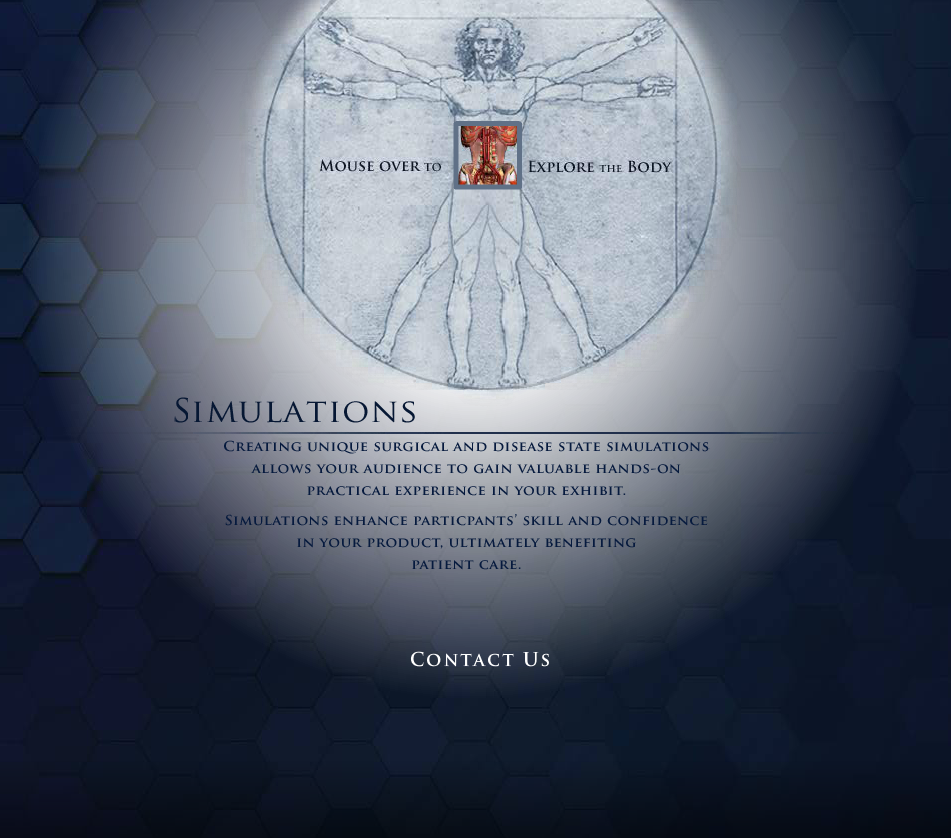 Mouse over to Explore the Body
Simulations
Creating unique surgical and disease state simulations
allows your audience to gain valuable hands-on
practical experience in your exhibit.
Simulations enhance particpants' skill and confidence
in your product, ultimately benefiting
patient care.
Contact Us